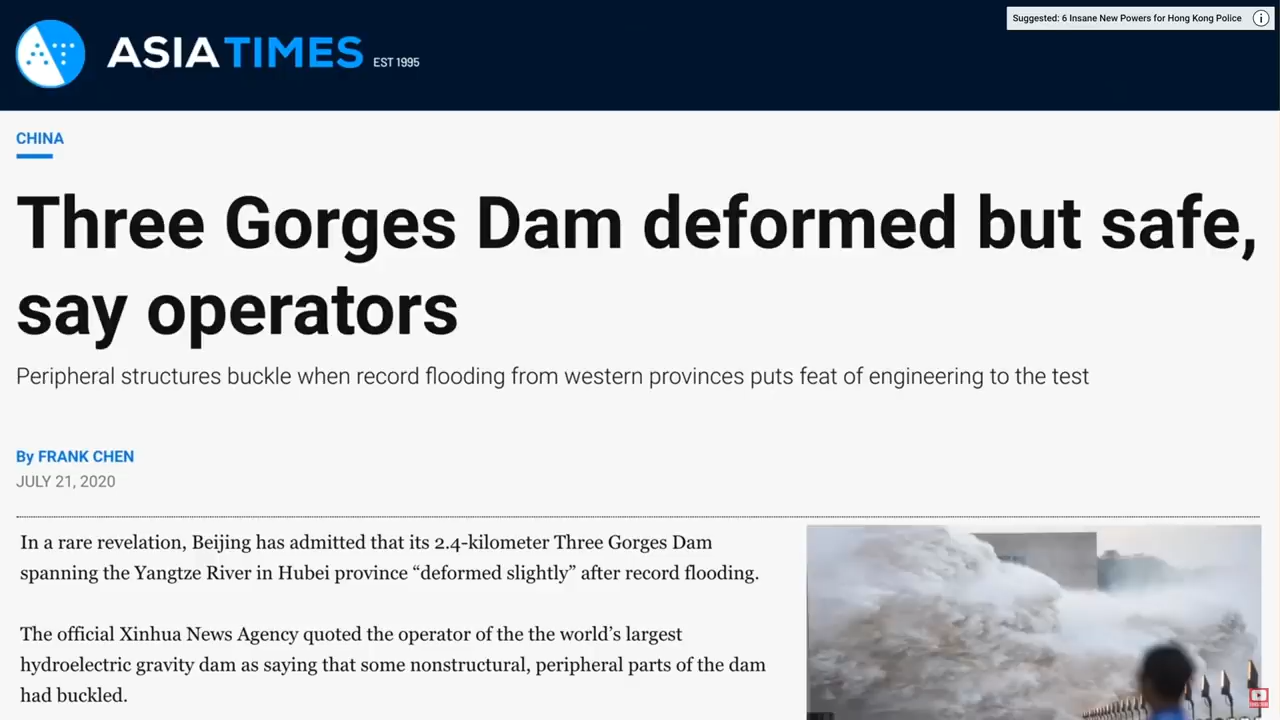 Suggested: 6 Insane New Powers for Hong Kong Police
ASIA TIMES EST 1995
CHINA
Three Gorges Dam deformed but safe,
say operators
Peripheral structures buckle when record flooding from western provinces puts feat of engineering to the test
By FRANK CHEN
JULY 21, 2020
In a rare revelation, Beijing has admitted that its 2.4-kilometer Three Gorges Dam
spanning the Yangtze River in Hubei province “deformed slightly” after record flooding.
The official Xinhua News Agency quoted the operator of the the world’s largest
hydroelectric gravity dam as saying that some nonstructural, peripheral parts of the dam
had buckled.